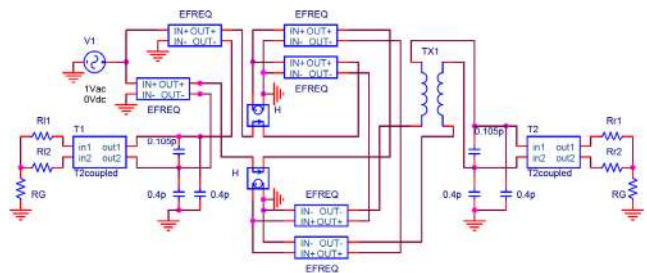 EFREQ
IN+ OUT+
IN- OUT-
EFREQ
IN+ OUT+
IN- OUT-
IN+ OUT+
IN- OUT-
EFREQ
V1
1Vac
0Vdc
IN+ OUT+
IN- OUT-
EFREQ
H
TX1
Rl1
Rl2
RG
T1
in1 out1
in2 out2
T2coupled
0.105p
0.4p
0.4p
H
EFREQ
IN- OUT-
IN+ OUT+
IN- OUT-
IN+ OUT+
EFREQ
0.105p
0.4p
0.4p
T2
in1 out1
in2 out2
T2coupled
Rr1
Rr2
RG